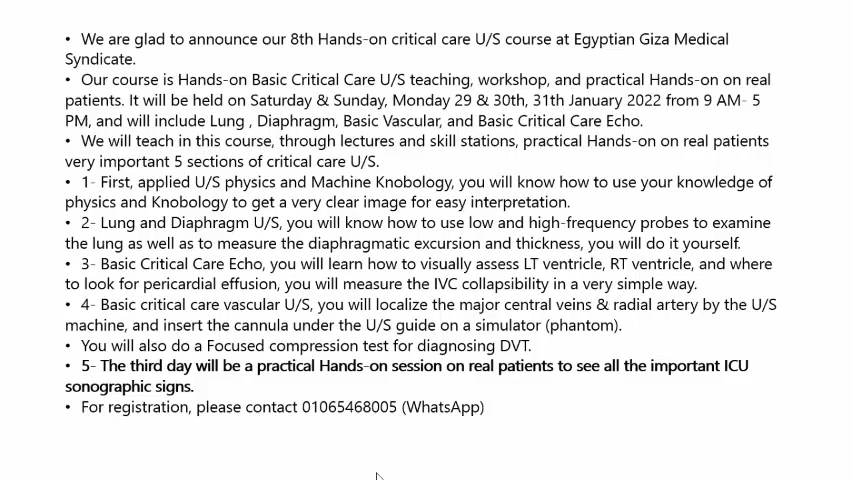 • We are glad to announce our 8th Hands-on critical care U/S course at Egyptian Giza Medical
Syndicate.
• Our course is Hands-on Basic Critical Care U/S teaching, workshop, and practical Hands-on on real
patients. It will be held on Saturday & Sunday, Monday 29 & 30th, 31th January 2022 from 9 AM- 5
PM, and will include Lung , Diaphragm, Basic Vascular, and Basic Critical Care Echo.
• We will teach in this course, through lectures and skill stations, practical Hands-on on real patients
very important 5 sections of critical care U/S.
• 1- First, applied U/S physics and Machine Knobology, you will know how to use your knowledge of
physics and Knobology to get a very clear image for easy interpretation.
• 2- Lung and Diaphragm U/S, you will know how to use low and high-frequency probes to examine
the lung as well as to measure the diaphragmatic excursion and thickness, you will do it yourself.
• 3- Basic Critical Care Echo, you will learn how to visually assess LT ventricle, RT ventricle, and where
to look for pericardial effusion, you will measure the IVC collapsibility in a very simple way.
• 4- Basic critical care vascular U/S, you will localize the major central veins & radial artery by the U/S
machine, and insert the cannula under the U/S guide on a simulator (phantom).
• You will also do a Focused compression test for diagnosing DVT.
• 5- The third day will be a practical Hands-on session on real patients to see all the important ICU
sonographic signs.
• For registration, please contact 01065468005 (WhatsApp)